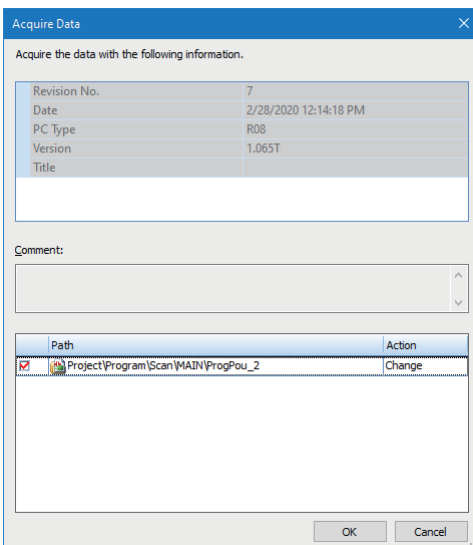 Acquire Data
Acquire the data with the following information.
Revision No. 7
Date 2/28/2020 12:14:18 PM
PC Type R08
Version 1.065T
Title
Comment:
Path Action
Project\Program\Scan\MAIN\ProgPou_2 Change
OK Cancel